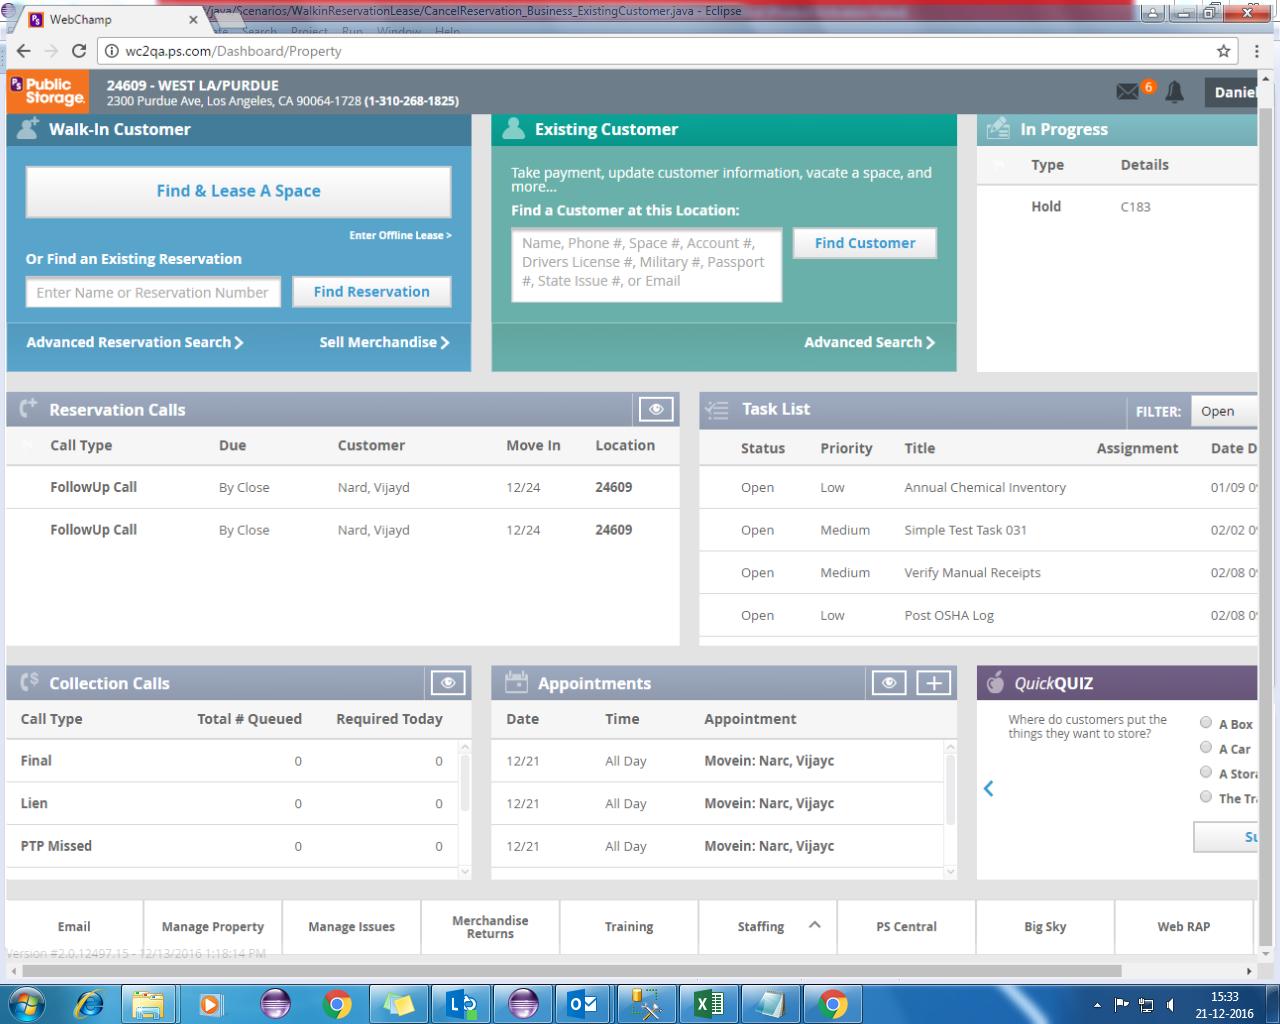 /java/Scenarios/WalkinReservationLease/CancelReservation_Business_ExistingCustomer.java - Eclipse
WebChamp
Search Project Run Window Help
wc2qa.ps.com/Dashboard/Property
Public Storage
24609 - WEST LA/PURDUE
2300 Purdue Ave, Los Angeles, CA 90064-1728 (1-310-268-1825)
6
Daniel
Walk-In Customer
Find & Lease A Space
Enter Offline Lease >
Or Find an Existing Reservation
Enter Name or Reservation Number
Find Reservation
Advanced Reservation Search
Sell Merchandise
Existing Customer
Take payment, update customer information, vacate a space, and
more...
Find a Customer at this Location:
Name, Phone #, Space #, Account #,
Drivers License #, Military #, Passport
#, State Issue #, or Email
Find Customer
Advanced Search
In Progress
Type Details
Hold C183
Reservation Calls
Call Type Due Customer Move In Location
FollowUp Call By Close Nard, Vijayd 12/24 24609
FollowUp Call By Close Nard, Vijayd 12/24 24609
Task List
FILTER: Open
Status Priority Title Assignment Date D
Open Low Annual Chemical Inventory 01/09 0
Open Medium Simple Test Task 031 02/02 0
Open Medium Verify Manual Receipts 02/08 0
Open Low Post OSHA Log 02/08 0
Collection Calls
Call Type Total # Queued Required Today
Final 0 0
Lien 0 0
PTP Missed 0 0
Appointments
Date Time Appointment
12/21 All Day Movein: Narc, Vijayc
12/21 All Day Movein: Narc, Vijayc
12/21 All Day Movein: Narc, Vijayc
QuickQUIZ
Where do customers put the
things they want to store?
A Box
A Car
A Stor
The Tr
Su
Email
Manage Property
Manage Issues
Merchandise
Returns
Training
Staffing
PS Central
Big Sky
Web RAP
Version #2.0.12497.15 - 12/13/2016 1:18:14 PM
15:33
21-12-2016